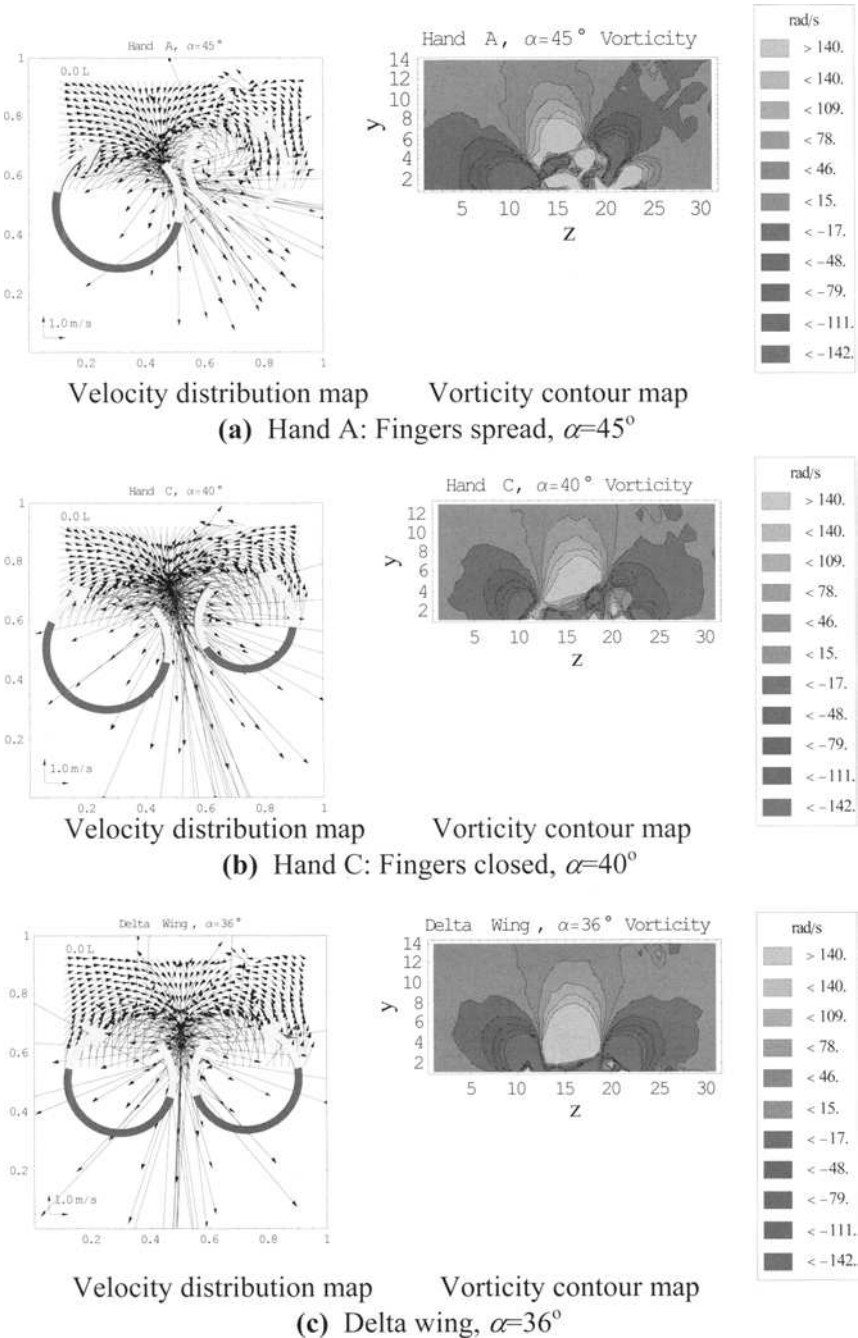 Hand A, α=45°
1
0.0L
0.8
0.6
0.4
0.2
1.0m/s
0.2 0.4 0.6 0.8 1
Hand A, α=45° Vorticity
14
12
10
8
6
4
2
y
5 10 15 20 25 30
Z
rad/s
> 140.
< 140.
< 109.
< 78.
< 46.
< 15.
< −17.
< −48.
< −79.
< −111.
< −142.
Velocity distribution map
Vorticity contour map
(a) Hand A: Fingers spread, α=45°
Hand C, α=40°
1
0.0L
0.8
0.6
0.4
0.2
1.0m/s
0.2 0.4 0.6 0.8 1
Hand C, α=40° Vorticity
12
10
8
6
4
2
y
5 10 15 20 25 30
Z
rad/s
> 140.
< 140.
< 109.
< 78.
< 46.
< 15.
< −17.
< −48.
< −79.
< −111.
< −142.
Velocity distribution map
Vorticity contour map
(b) Hand C: Fingers closed, α=40°
Delta Wing, α=36°
1
0.0L
0.8
0.6
0.4
0.2
1.0m/s
0.2 0.4 0.6 0.8 1
Delta Wing, α=36° Vorticity
14
12
10
8
6
4
2
y
5 10 15 20 25 30
Z
rad/s
> 140.
< 140.
< 109.
< 78.
< 46.
< 15.
< −17.
< −48.
< −79.
< −111.
< −142.
Velocity distribution map
Vorticity contour map
(c) Delta wing, α=36°